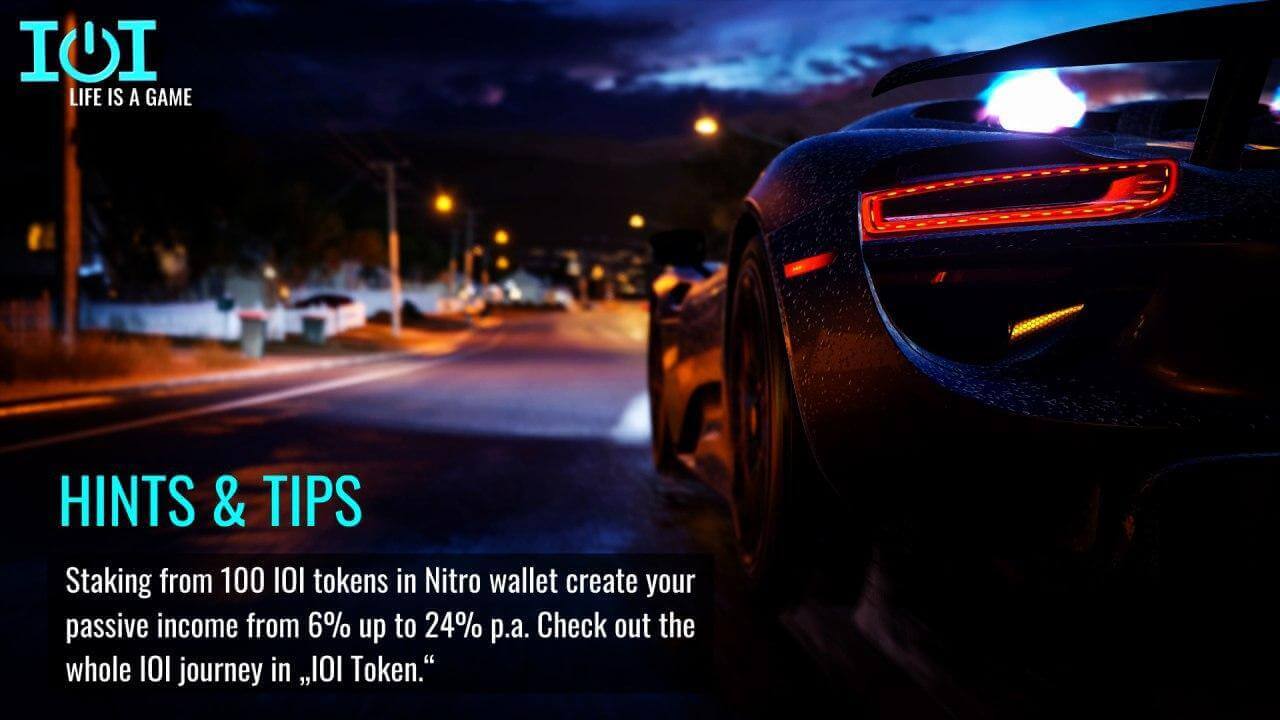 IOI
LIFE IS A GAME
HINTS & TIPS
Staking from 100 IOI tokens in Nitro wallet create your
passive income from 6% up to 24% p.a. Check out the
whole IOI journey in „IOI Token.“